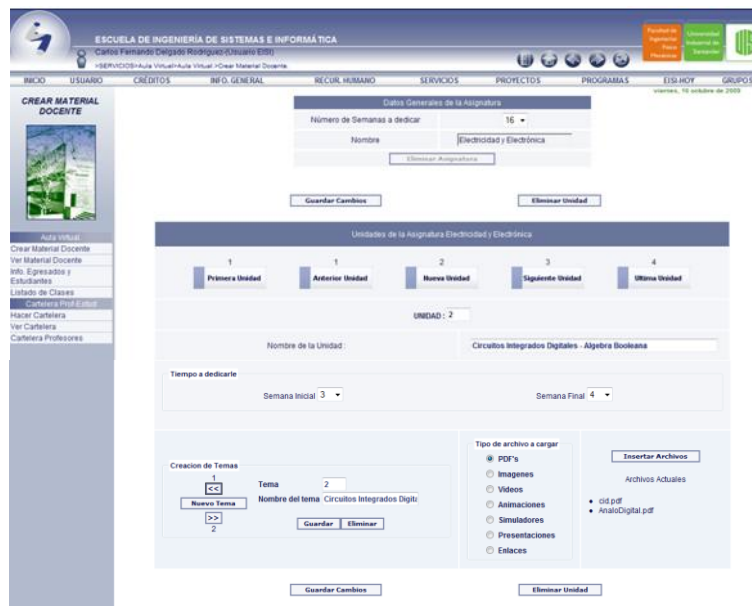 ESCUELA DE INGENIERÍA DE SISTEMAS E INFORMÁTICA
Carlos Fernando Delgado Rodriguez-(Usuario EISI)
>SERVICIOS>Aula Virtual>Aula Virtual >Crear Material Docente.
Facultad de
Universidad
Industrial de
Santander
INICIO USUARIO CRÉDITOS INFO. GENERAL RECUR. HUMANO SERVICIOS PROYECTOS PROGRAMAS EISI-HOY GRUPOS
viernes, 16 octubre de 2009
CREAR MATERIAL
DOCENTE
Aula Virtual
Crear Material Docente
Ver Material Docente
Info. Egresados y
Estudiantes
Listado de Clases
Cartelera Prof-Estud
Hacer Cartelera
Ver Cartelera
Cartelera Profesores
Datos Generales de la Asignatura
Número de Semanas a dedicar 16
Nombre Electricidad y Electrónica
Eliminar Asignatura
Guardar Cambios Eliminar Unidad
Unidades de la Asignatura Electricidad y Electrónica
1 1 2 3 4
Primera Unidad Anterior Unidad Nueva Unidad Siguiente Unidad Ultima Unidad
UNIDAD : 2
Nombre de la Unidad : Circuitos Integrados Digitales - Algebra Booleana
Tiempo a dedicarle
Semana Inicial 3 Semana Final 4
Creacion de Temas
1
<<
Nuevo Tema
>>
2
Tema 2
Nombre del tema Circuitos Integrados Digita
Guardar Eliminar
Tipo de archivo a cargar
PDF's
Imagenes
Videos
Animaciones
Simuladores
Presentaciones
Enlaces
Insertar Archivos
Archivos Actuales
cid.pdf
AnaloDigital.pdf
Guardar Cambios Eliminar Unidad